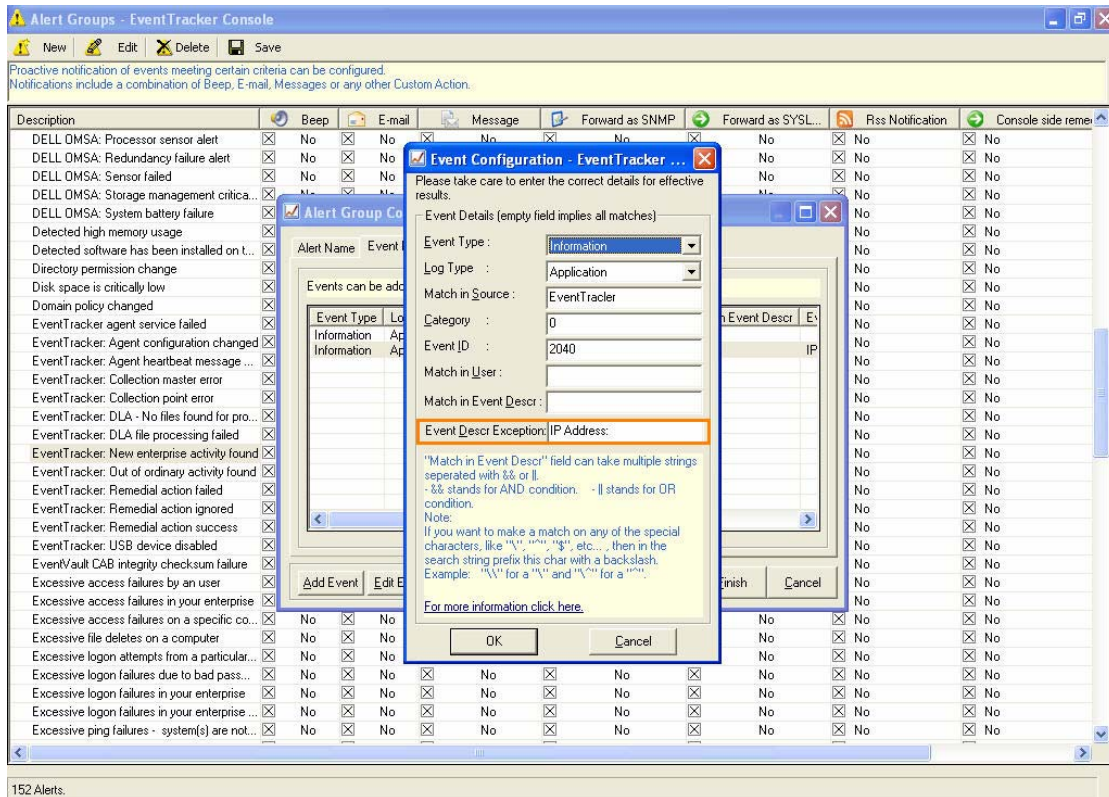 Alert Groups - EventTracker Console
New Edit Delete Save
Proactive notification of events meeting certain criteria can be configured.
Notifications include a combination of Beep, E-mail, Messages or any other Custom Action.
Description Beep E-mail Message Forward as SNMP Forward as SYSL... Rss Notification Console side reme
DELL OMSA: Processor sensor alert No No No No No No No
DELL OMSA: Redundancy failure alert No No No No No
DELL OMSA: Sensor failed No No No No No
DELL OMSA: Storage management critica... No No No No No
DELL OMSA: System battery failure No No
Detected high memory usage No No
Detected software has been installed on t... No No
Directory permission change No No
Disk space is critically low No No
Domain policy changed No No
EventTracker agent service failed No No
EventTracker: Agent configuration changed No No
EventTracker: Agent heartbeat message ... No No
EventTracker: Collection master error No No
EventTracker: Collection point error No No
EventTracker: DLA - No files found for pro... No No
EventTracker: DLA file processing failed No No
EventTracker: New enterprise activity found No No
EventTracker: Out of ordinary activity found No No
EventTracker: Remedial action failed No No
EventTracker: Remedial action ignored No No
EventTracker: Remedial action success No No
EventTracker: USB device disabled No No
EventVault CAB integrity checksum failure No No
Excessive access failures by an user No No
Excessive access failures in your enterprise No No
Excessive access failures on a specific co... No No No No No
Excessive file deletes on a computer No No No No No
Excessive logon attempts from a particular... No No No No No
Excessive logon failures due to bad pass... No No No No No No No
Excessive logon failures in your enterprise No No No No No No No
Excessive logon failures in your enterprise ... No No No No No No No
Excessive ping failures - system(s) are not... No No No No No No No
152 Alerts.
Alert Group Co
Alert Name Event
Events can be add
Event Type Lo n Event Descr Ev
Information Ap
Information Ap IP
Add Event Edit E Finish Cancel
Event Configuration - EventTracker ...
Please take care to enter the correct details for effective
results.
Event Details (empty field implies all matches)
Event Type : Information
Log Type : Application
Match in Source : EventTracler
Category : 0
Event ID : 2040
Match in User :
Match in Event Descr :
Event Descr Exception: IP Address:
"Match in Event Descr" field can take multiple strings
seperated with && or ||.
- && stands for AND condition. - || stands for OR
condition.
Note:
If you want to make a match on any of the special
characters, like "\", "^", "$", etc... , then in the
search string prefix this char with a backslash.
Example: "\\" for a "\" and "\^" for a "^".
For more information click here.
OK Cancel